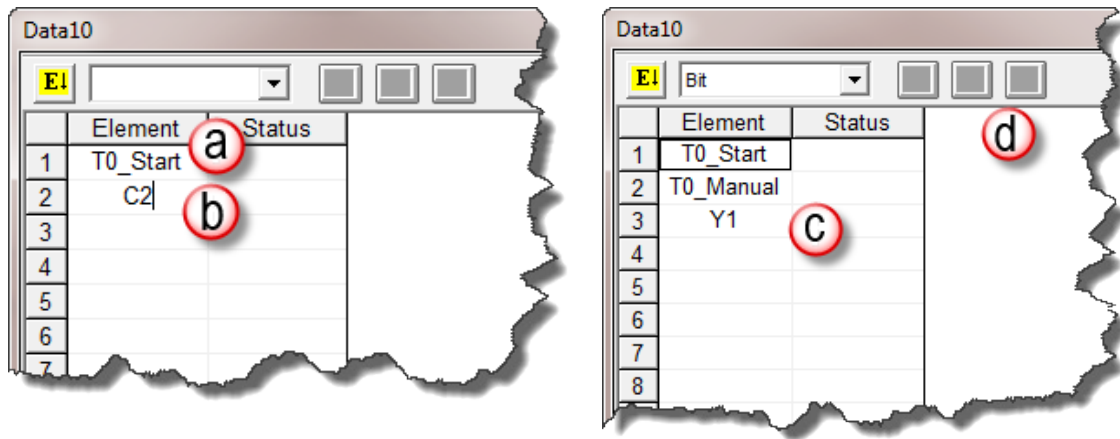 Data10
E↓
Element Status
1 T0_Start
a
2 C2
b
3
4
5
6
7
Data10
E↓ Bit
d
Element Status
1 T0_Start
2 T0_Manual
3 Y1
c
4
5
6
7
8